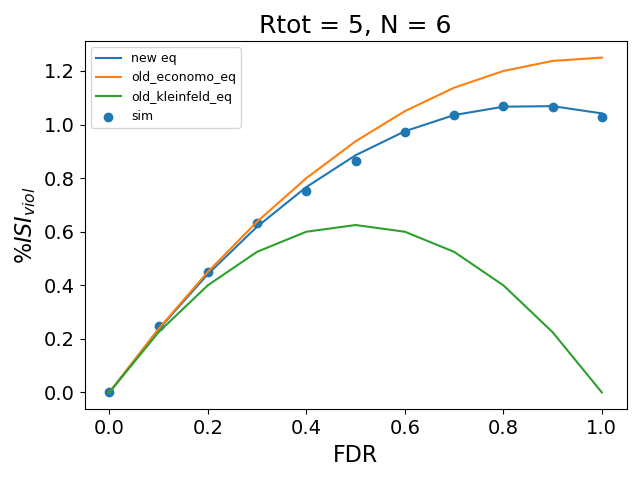 Rtot = 5, N = 6
new eq
old_economo_eq
old_kleinfeld_eq
sim
%ISI_viol
1.2
1.0
0.8
0.6
0.4
0.2
0.0
0.0 0.2 0.4 0.6 0.8 1.0
FDR